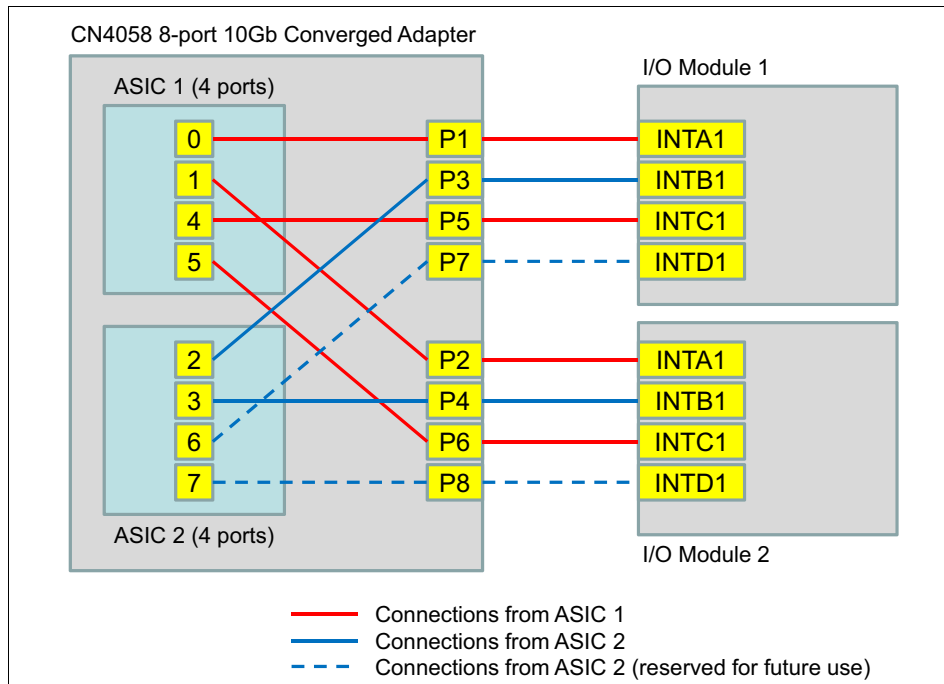 CN4058 8-port 10Gb Converged Adapter
I/O Module 1
ASIC 1 (4 ports)
0
P1
INTA1
1
P3
INTB1
4
P5
INTC1
5
P7
INTD1
2
P2
INTA1
3
P4
INTB1
6
P6
INTC1
7
P8
INTD1
ASIC 2 (4 ports)
I/O Module 2
Connections from ASIC 1
Connections from ASIC 2
Connections from ASIC 2 (reserved for future use)